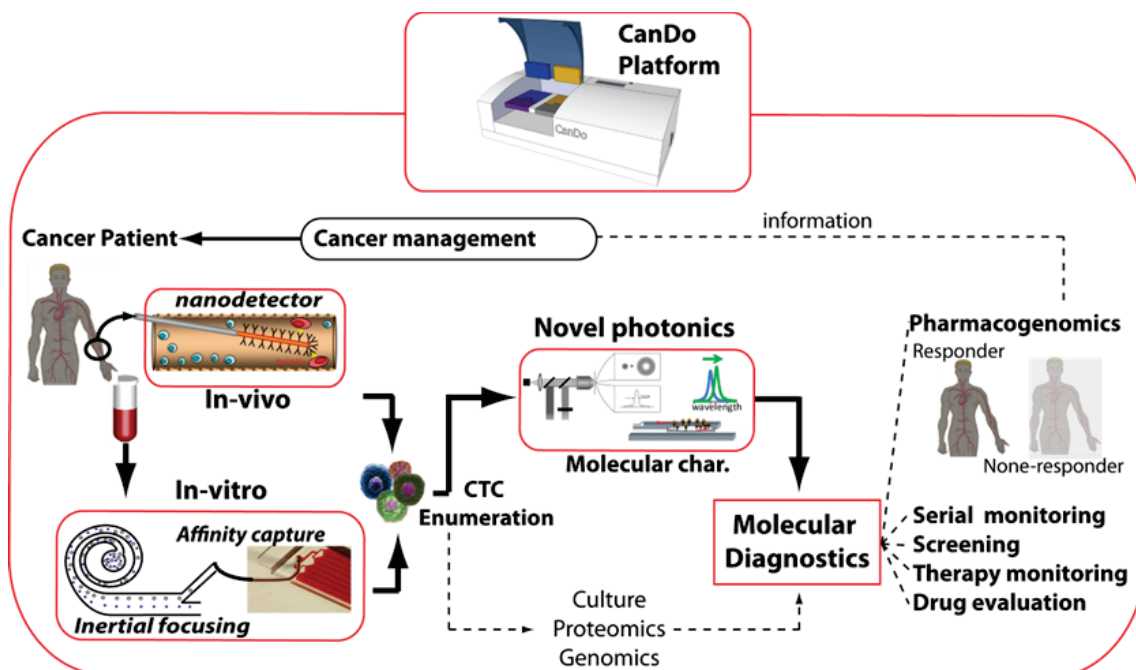 CanDo
Platform
CanDo
information
Cancer Patient
Cancer management
nanodetector
In-vivo
Novel photonics
wavelength
Molecular char.
Pharmacogenomics
Responder
None-responder
In-vitro
Affinity capture
Inertial focusing
CTC
Enumeration
Molecular
Diagnostics
Serial monitoring
Screening
Therapy monitoring
Drug evaluation
Culture
Proteomics
Genomics